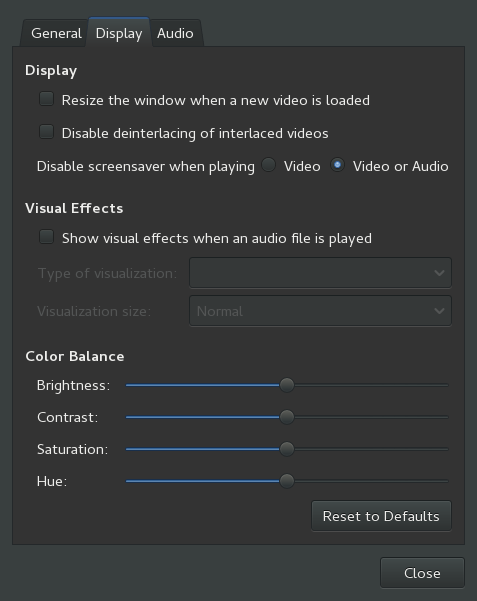 General Display Audio
Display
Resize the window when a new video is loaded
Disable deinterlacing of interlaced videos
Disable screensaver when playing Video Video or Audio
Visual Effects
Show visual effects when an audio file is played
Type of visualization:
Visualization size: Normal
Color Balance
Brightness:
Contrast:
Saturation:
Hue:
Reset to Defaults
Close